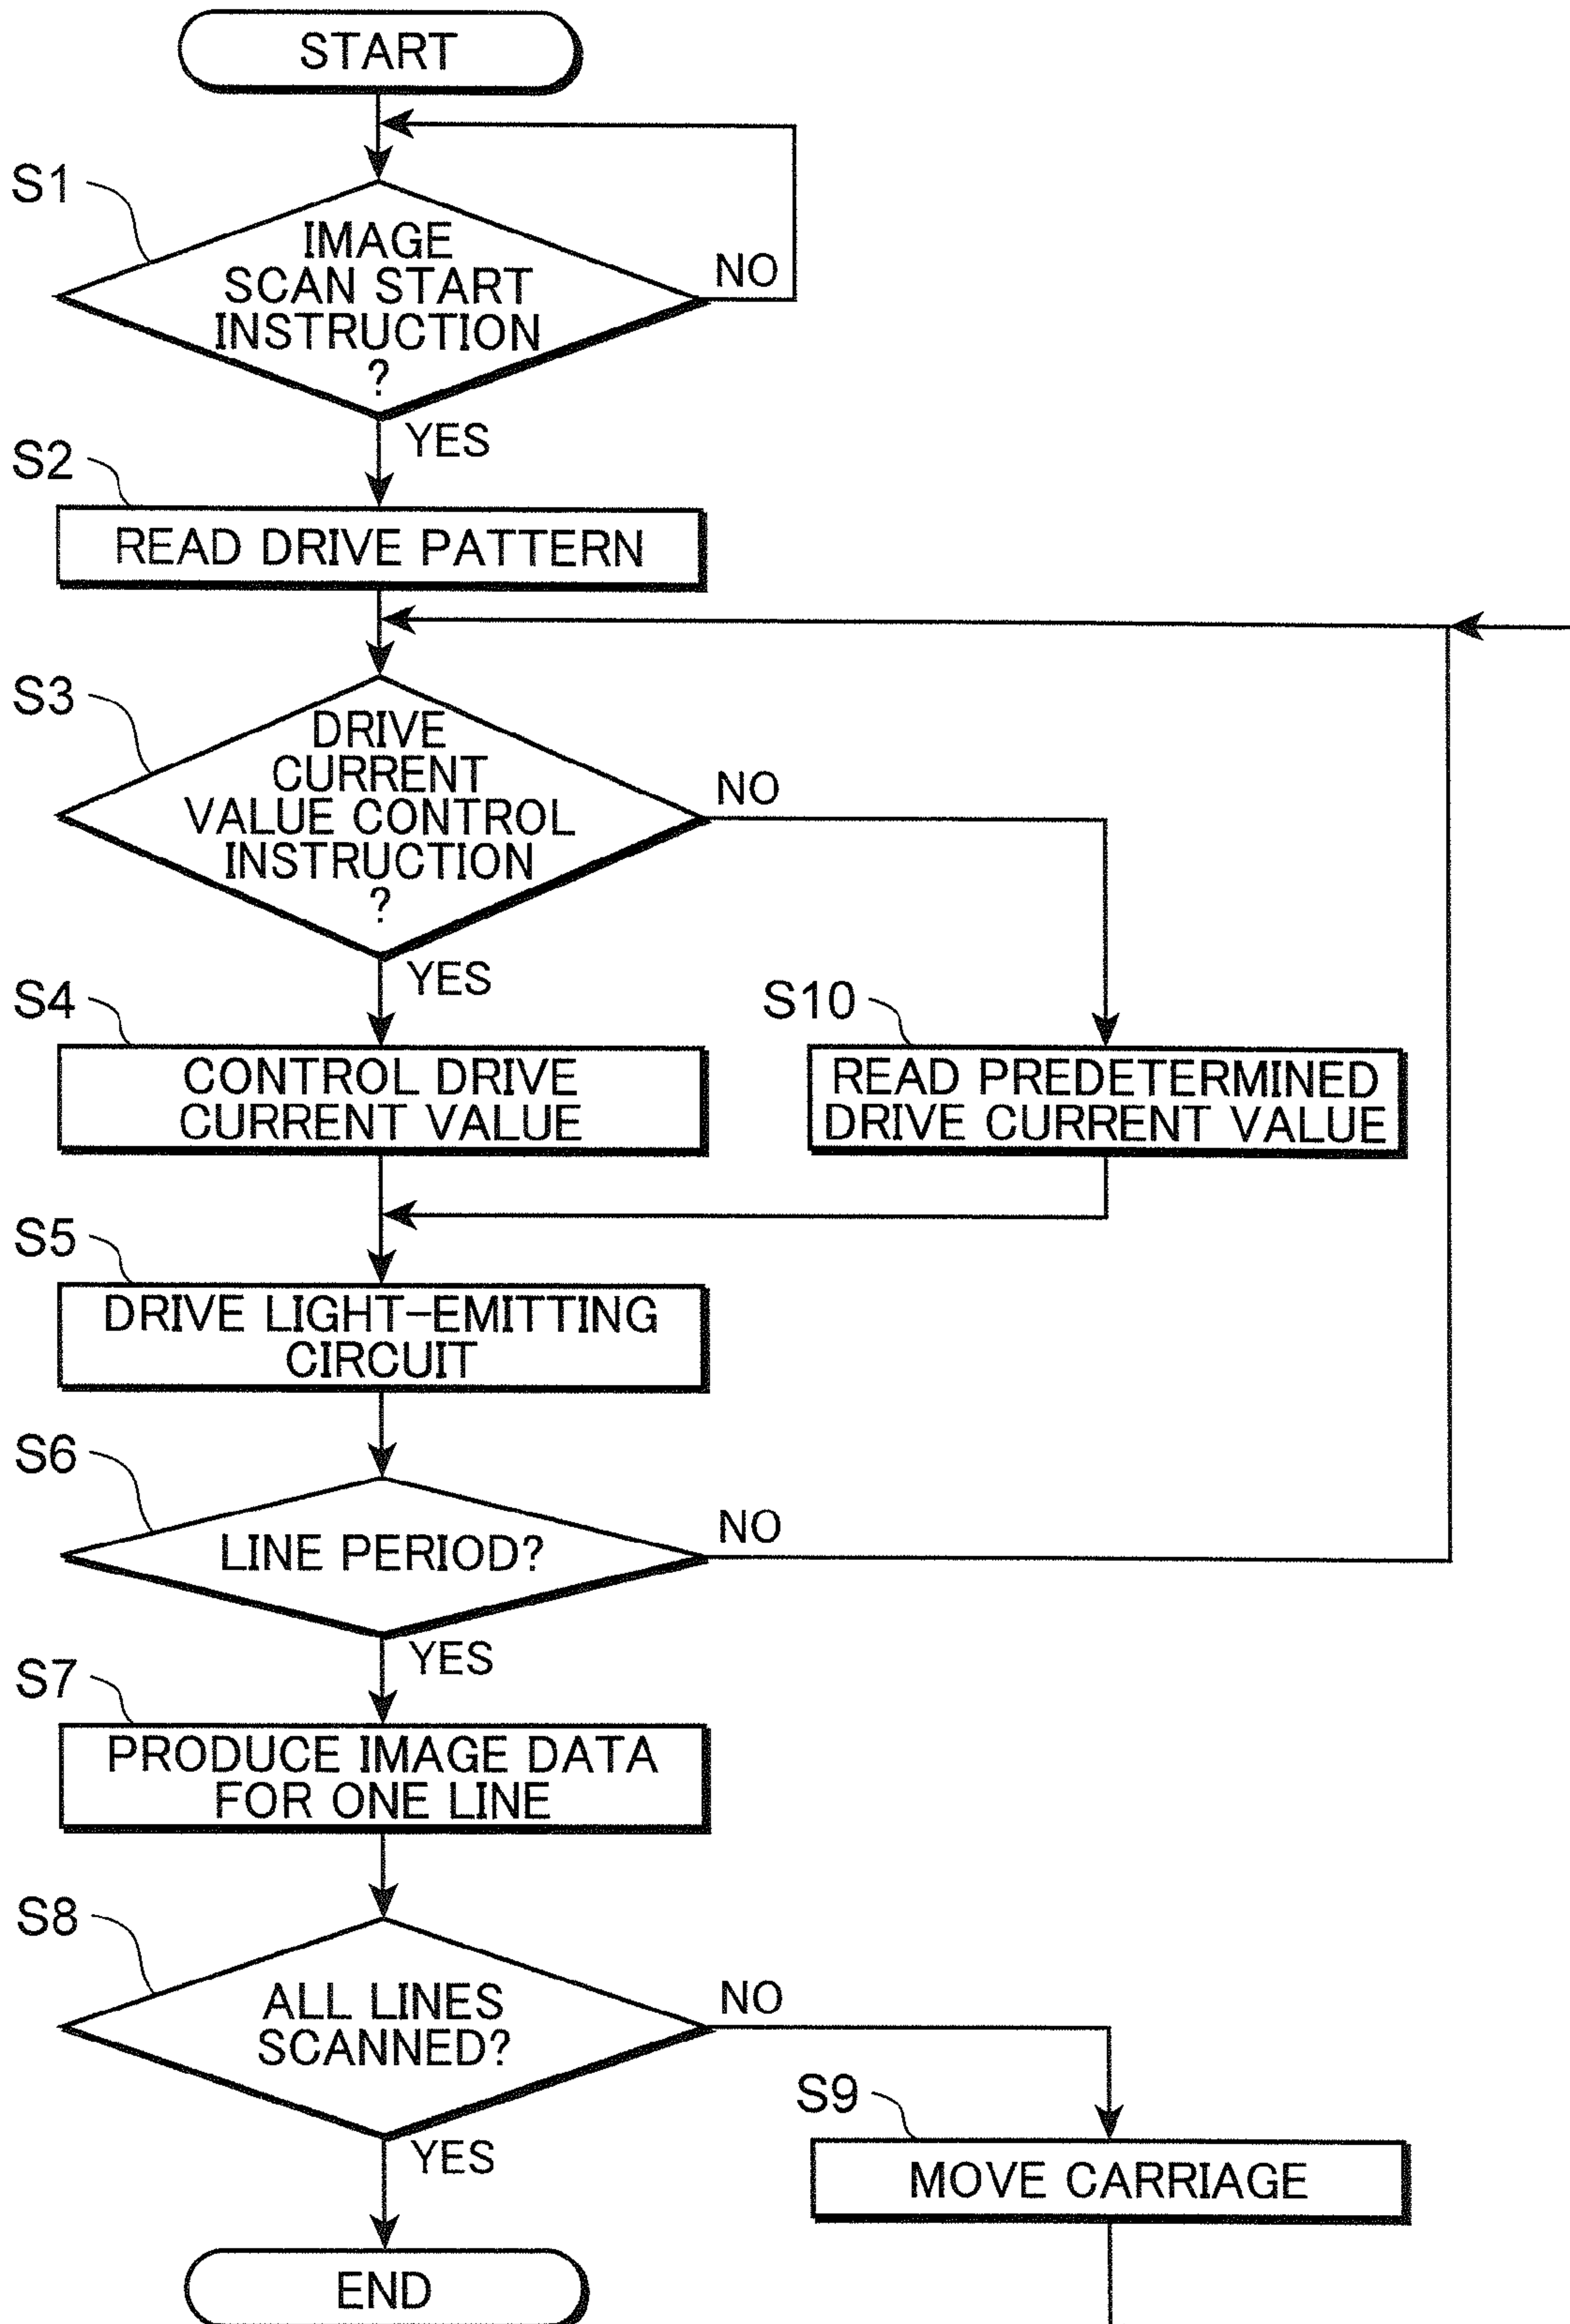 START
S1
IMAGE
SCAN START
INSTRUCTION
?
NO
YES
S2
READ DRIVE PATTERN
S3
DRIVE
CURRENT
VALUE CONTROL
INSTRUCTION
?
NO
YES
S4
CONTROL DRIVE
CURRENT VALUE
S10
READ PREDETERMINED
DRIVE CURRENT VALUE
S5
DRIVE LIGHT-EMITTING
CIRCUIT
S6
LINE PERIOD?
NO
YES
S7
PRODUCE IMAGE DATA
FOR ONE LINE
S8
ALL LINES
SCANNED?
NO
YES
S9
MOVE CARRIAGE
END